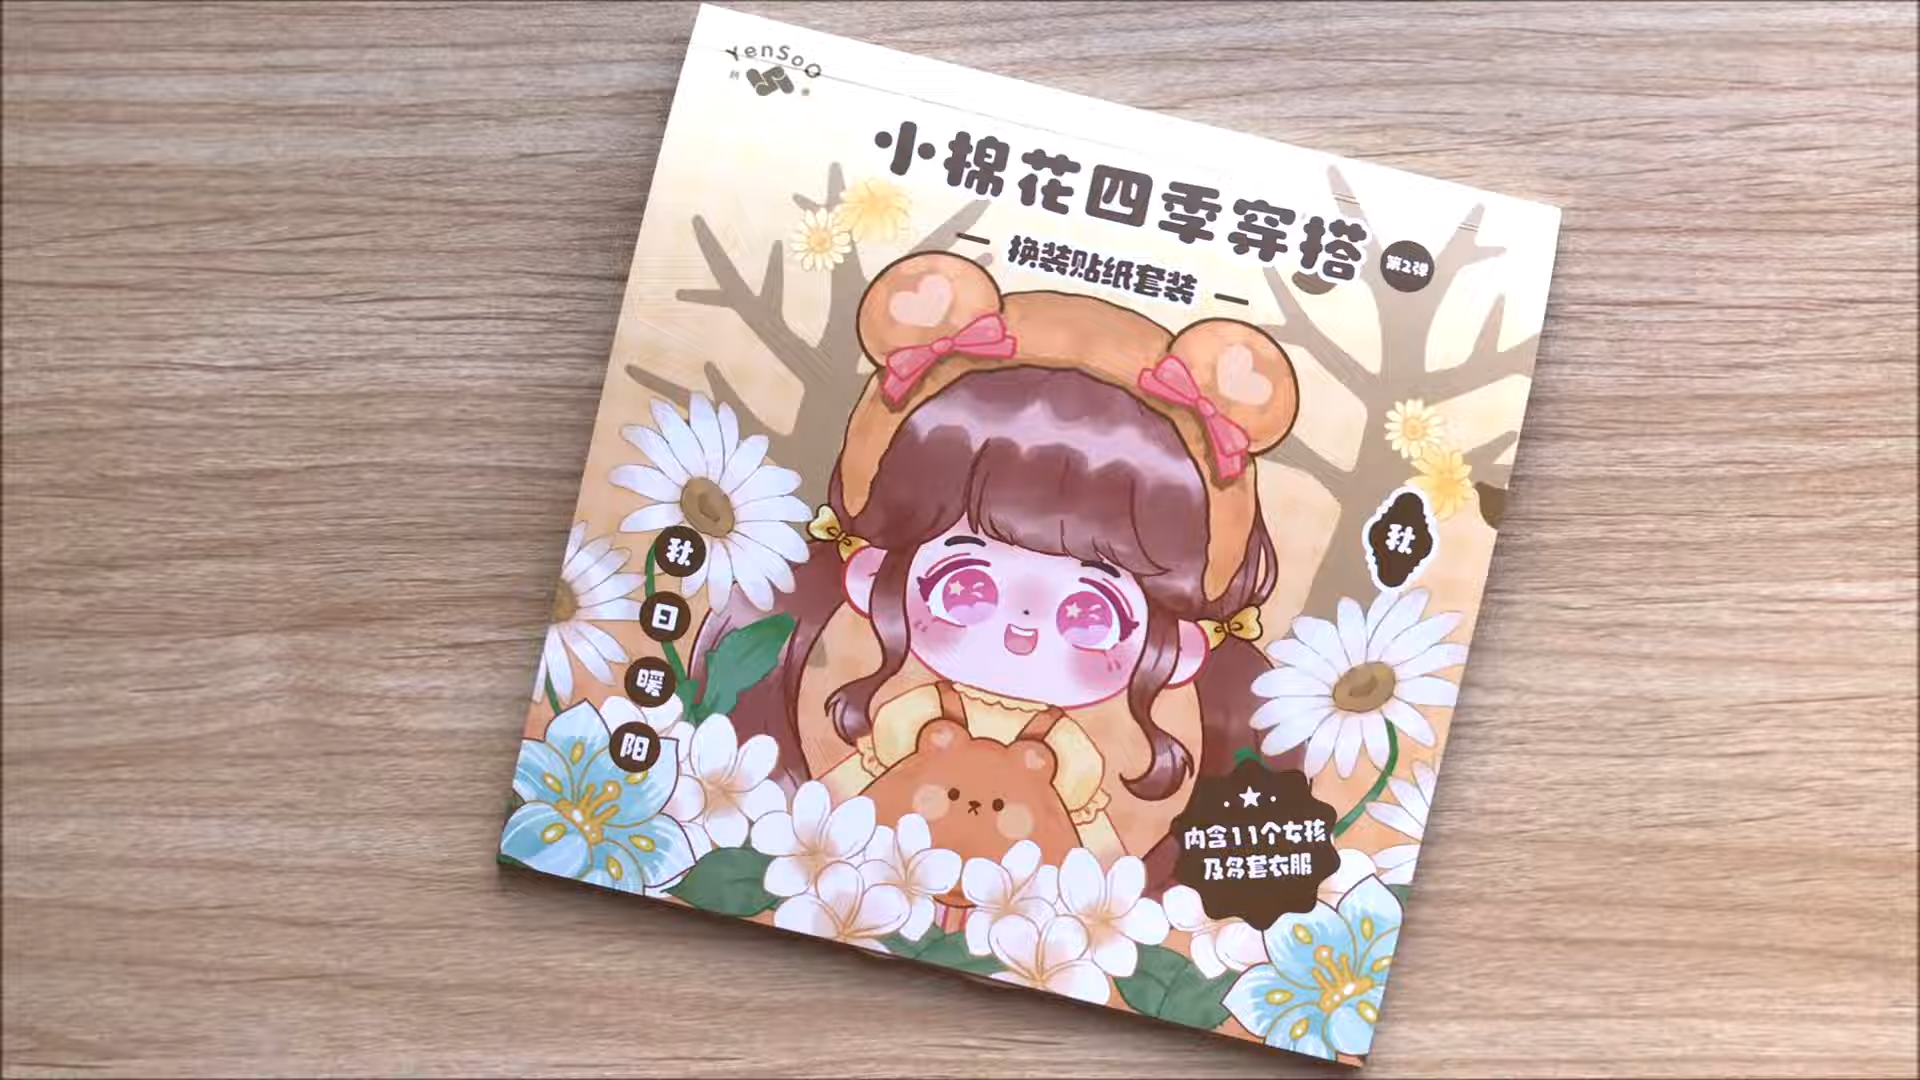 YenSoo
小棉花四季穿搭
第2弹
换装贴纸套装
秋
秋日暖阳
内含11个女孩
及多套衣服